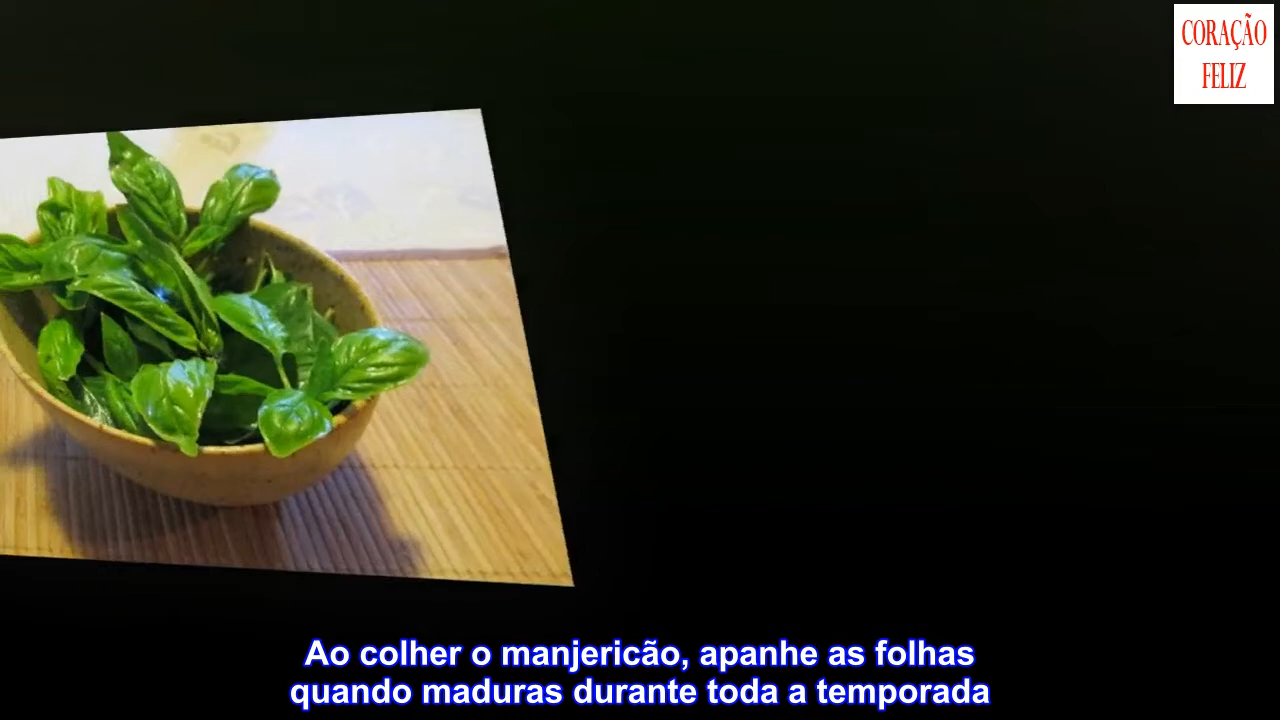 CORAÇÃO
FELIZ
Ao colher o manjericão, apanhe as folhas
quando maduras durante toda a temporada